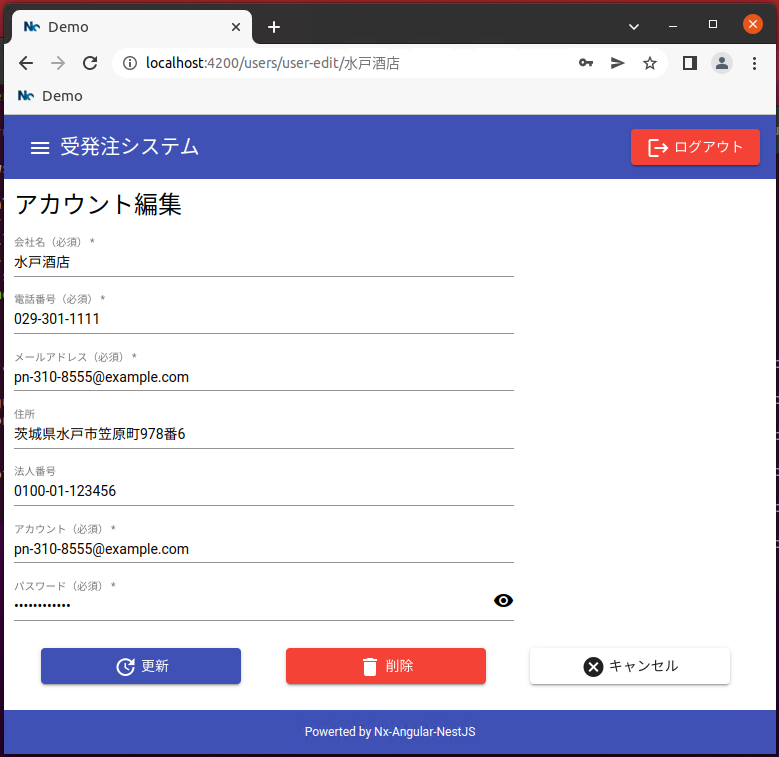 Demo
localhost:4200/users/user-edit/水戸酒店
Demo
受発注システム
ログアウト
アカウント編集
会社名（必須） *
水戸酒店
電話番号（必須） *
029-301-1111
メールアドレス（必須） *
pn-310-8555@example.com
住所
茨城県水戸市笠原町978番6
法人番号
0100-01-123456
アカウント（必須） *
pn-310-8555@example.com
パスワード（必須） *
••••••••••••
更新
削除
キャンセル
Powerted by Nx-Angular-NestJS